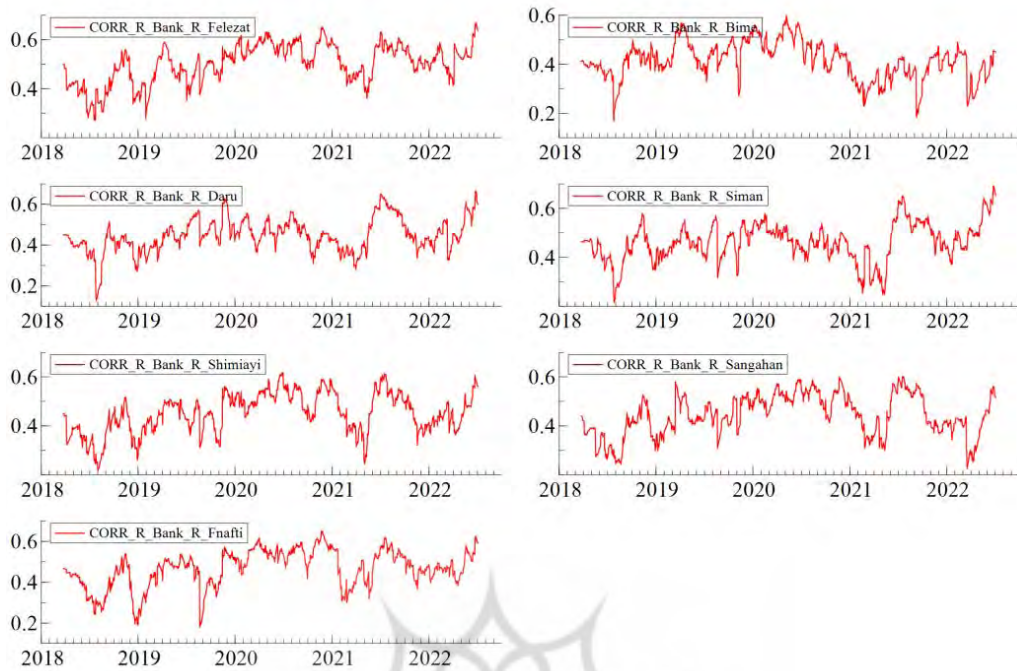 CORR_R_Bank_R_Felezat
0.6
0.4
2018 2019 2020 2021 2022
CORR_R_Bank_R_Bime
0.6
0.4
0.2
2018 2019 2020 2021 2022
CORR_R_Bank_R_Daru
0.6
0.4
0.2
2018 2019 2020 2021 2022
CORR_R_Bank_R_Siman
0.6
0.4
2018 2019 2020 2021 2022
CORR_R_Bank_R_Shimiayi
0.6
0.4
2018 2019 2020 2021 2022
CORR_R_Bank_R_Sangahan
0.6
0.4
2018 2019 2020 2021 2022
CORR_R_Bank_R_Fnafti
0.6
0.4
0.2
2018 2019 2020 2021 2022